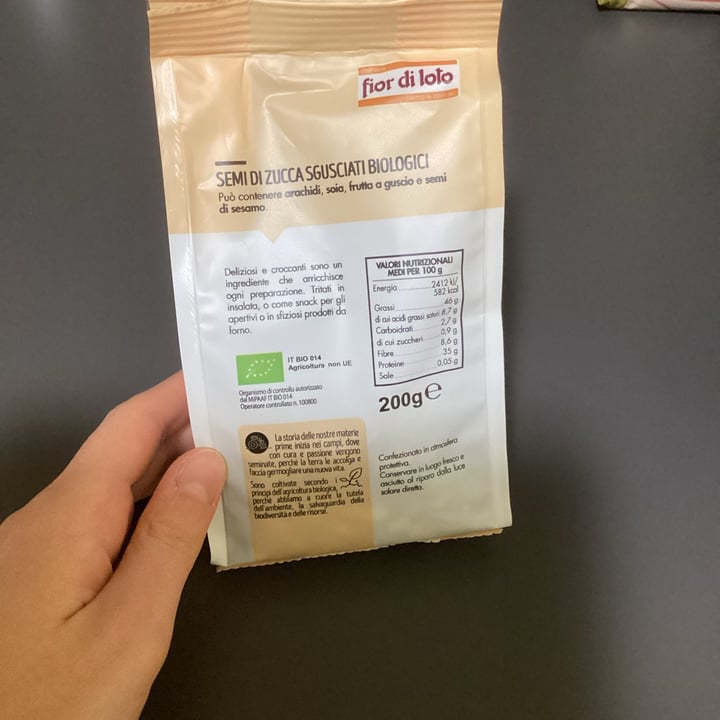 fior di loto
SEMI DI ZUCCA SGUSCIATI BIOLOGICI
Può contenere arachidi, soia, frutta a guscio e semi
di sesamo.
Deliziosi e croccanti sono un
ingrediente che arricchisce
ogni preparazione. Tritati in
insalata, o come snack per gli
aperitivi o in sfiziosi prodotti da
forno.
IT BIO 014
Agricoltura non UE
Organismo di controllo autorizzato
dal MIPAAF IT BIO 014
Operatore controllato n. 100800
VALORI NUTRIZIONALI
MEDI PER 100 g
Energia 2412 kJ/
582 kcal
Grassi 46 g
di cui acidi grassi saturi 8,7 g
Carboidrati 2,7 g
di cui zuccheri 0,9 g
Fibre 8,6 g
Proteine 35 g
Sale 0,05 g
200g e
La storia delle nostre materie
prime inizia nei campi, dove
con cura e passione vengono
seminate, perché la terra le accolga e
faccia germogliare una nuova vita.
Sono coltivate secondo i
principi dell'agricoltura biologica,
perché abbiamo a cuore la tutela
dell'ambiente, la salvaguardia della
biodiversità e delle risorse.
Confezionato in atmosfera
protettiva.
Conservare in luogo fresco e
asciutto al riparo dalla luce
solare diretta.